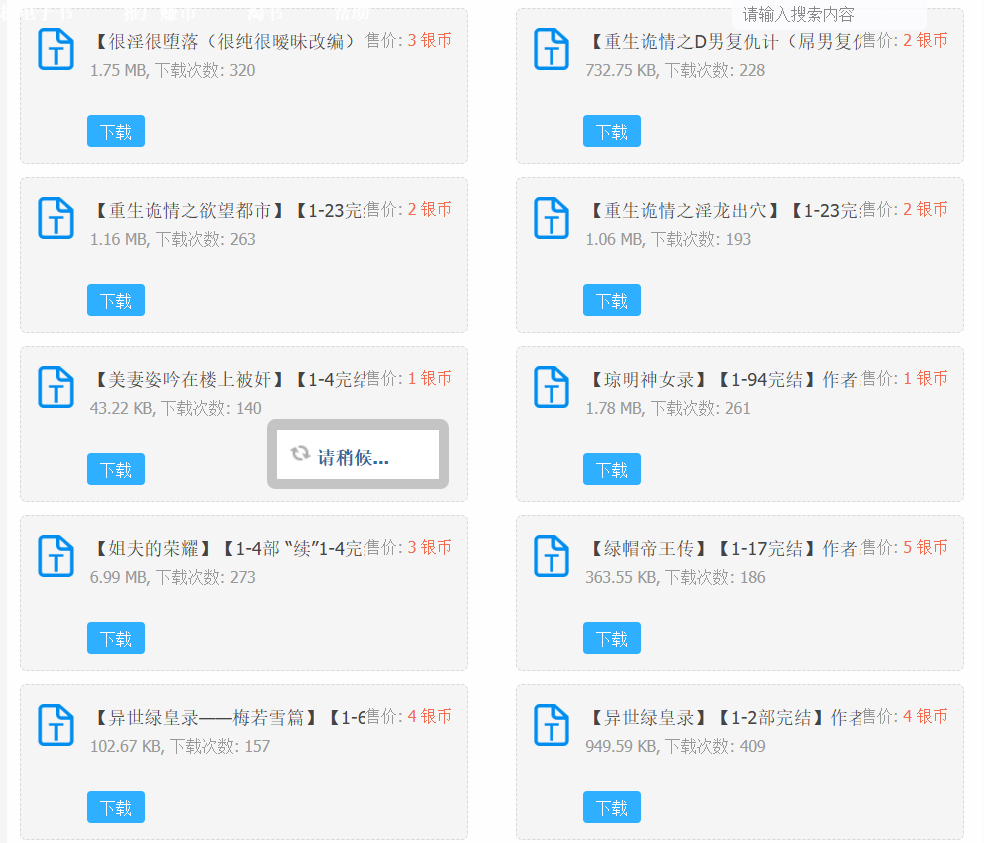 请输入搜索内容
【很淫很堕落（很纯很暧昧改编） 售价: 3 银币
1.75 MB, 下载次数: 320
下载
【重生诡情之D男复仇计（屌男复 售价: 2 银币
732.75 KB, 下载次数: 228
下载
【重生诡情之欲望都市】【1-23完 售价: 2 银币
1.16 MB, 下载次数: 263
下载
【重生诡情之淫龙出穴】【1-23完 售价: 2 银币
1.06 MB, 下载次数: 193
下载
【美妻姿吟在楼上被奸】【1-4完结 售价: 1 银币
43.22 KB, 下载次数: 140
下载
请稍候...
【琼明神女录】【1-94完结】作者 售价: 1 银币
1.78 MB, 下载次数: 261
下载
【姐夫的荣耀】【1-4部 “续”1-4完 售价: 3 银币
6.99 MB, 下载次数: 273
下载
【绿帽帝王传】【1-17完结】作者 售价: 5 银币
363.55 KB, 下载次数: 186
下载
【异世绿皇录——梅若雪篇】【1-6 售价: 4 银币
102.67 KB, 下载次数: 157
下载
【异世绿皇录】【1-2部完结】作者 售价: 4 银币
949.59 KB, 下载次数: 409
下载